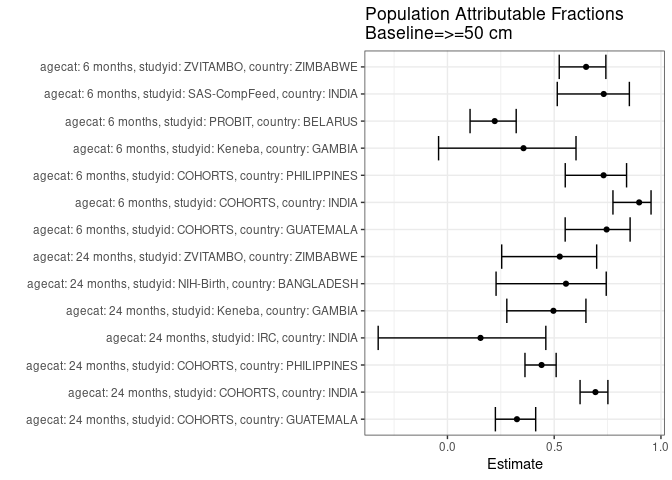 Population Attributable Fractions
Baseline=>=50 cm
agecat: 6 months, studyid: ZVITAMBO, country: ZIMBABWE
agecat: 6 months, studyid: SAS-CompFeed, country: INDIA
agecat: 6 months, studyid: PROBIT, country: BELARUS
agecat: 6 months, studyid: Keneba, country: GAMBIA
agecat: 6 months, studyid: COHORTS, country: PHILIPPINES
agecat: 6 months, studyid: COHORTS, country: INDIA
agecat: 6 months, studyid: COHORTS, country: GUATEMALA
agecat: 24 months, studyid: ZVITAMBO, country: ZIMBABWE
agecat: 24 months, studyid: NIH-Birth, country: BANGLADESH
agecat: 24 months, studyid: Keneba, country: GAMBIA
agecat: 24 months, studyid: IRC, country: INDIA
agecat: 24 months, studyid: COHORTS, country: PHILIPPINES
agecat: 24 months, studyid: COHORTS, country: INDIA
agecat: 24 months, studyid: COHORTS, country: GUATEMALA
0.0 0.5 1.0
Estimate